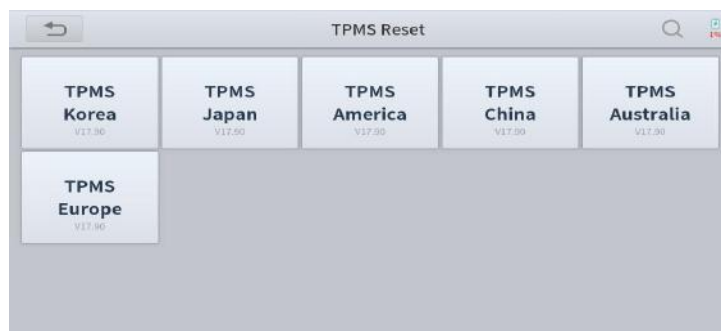 TPMS Reset
1%
TPMS
Korea
V17.90
TPMS
Japan
V17.90
TPMS
America
V17.90
TPMS
China
V17.90
TPMS
Australia
V17.90
TPMS
Europe
V17.90